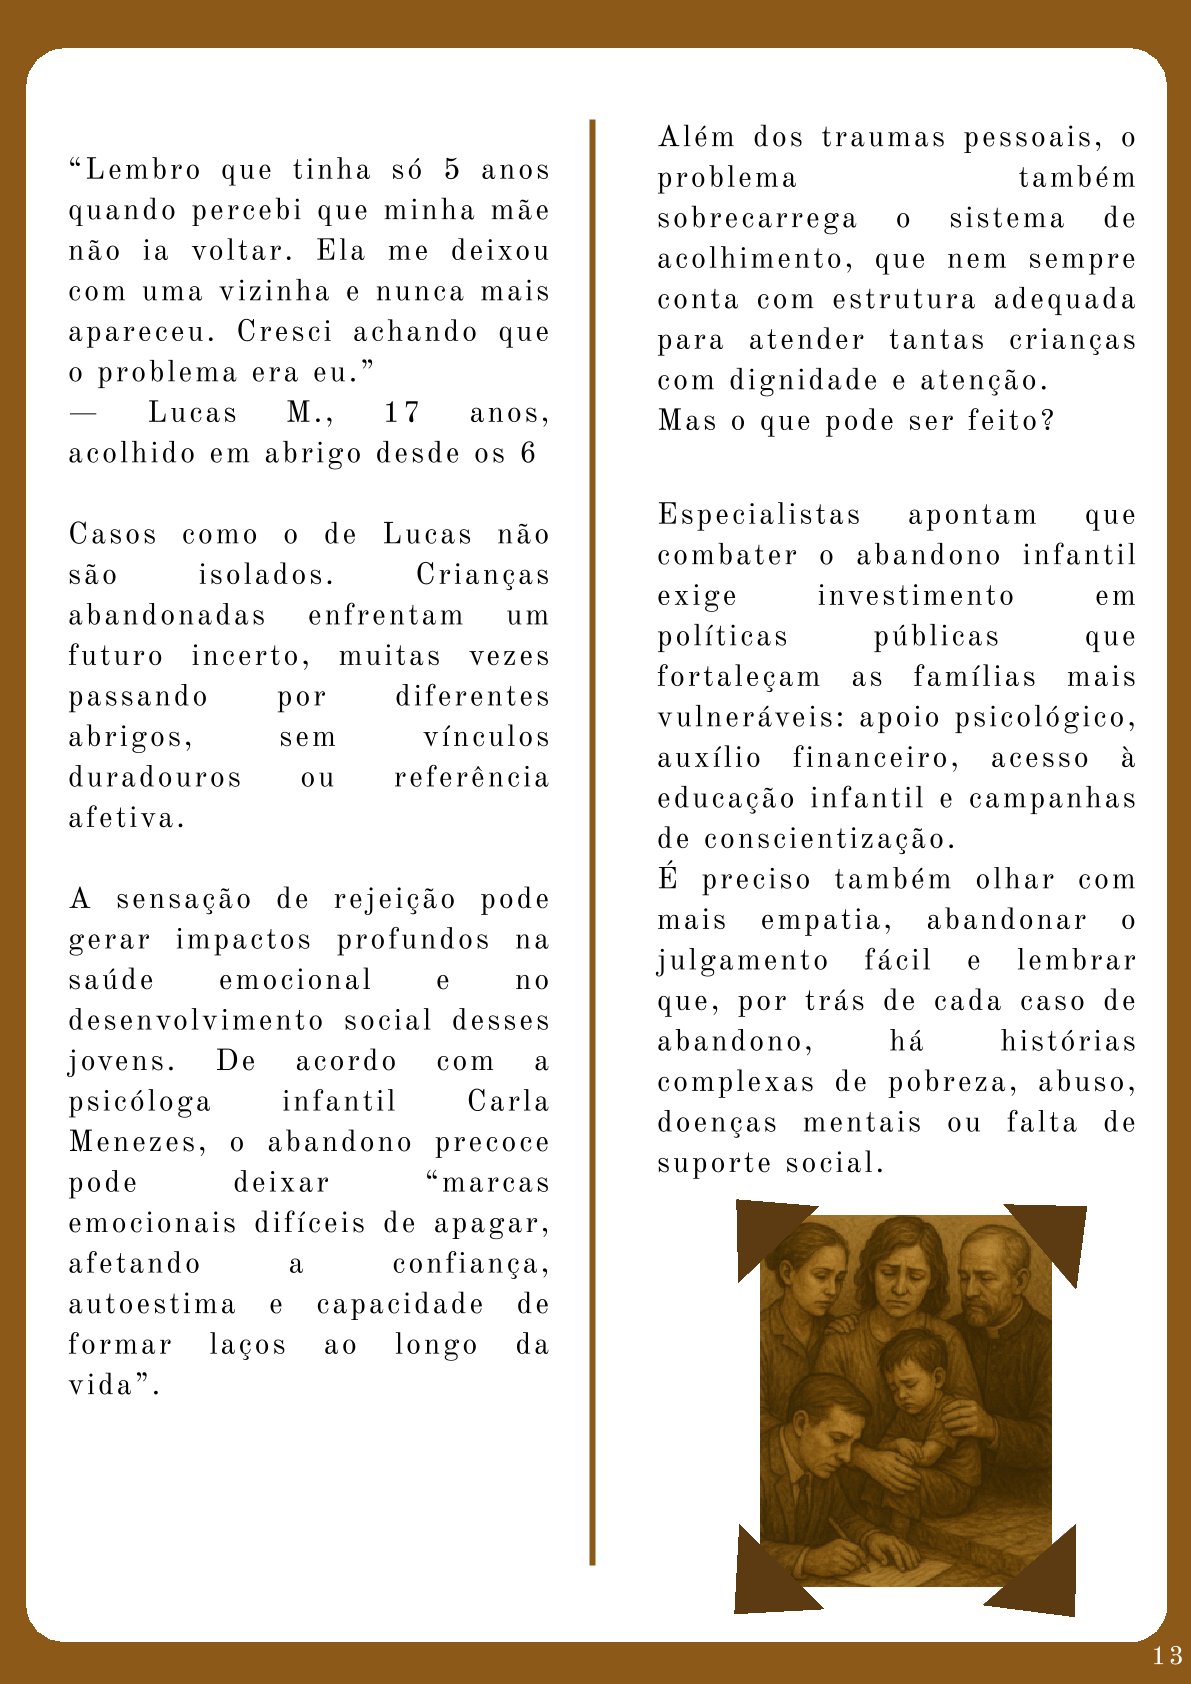 “Lembro que tinha só 5 anos
quando percebi que minha mãe
não ia voltar. Ela me deixou
com uma vizinha e nunca mais
apareceu. Cresci achando que
o problema era eu.”
— Lucas M., 17 anos,
acolhido em abrigo desde os 6
Casos como o de Lucas não
são isolados. Crianças
abandonadas enfrentam um
futuro incerto, muitas vezes
passando por diferentes
abrigos, sem vínculos
duradouros ou referência
afetiva.
A sensação de rejeição pode
gerar impactos profundos na
saúde emocional e no
desenvolvimento social desses
jovens. De acordo com a
psicóloga infantil Carla
Menezes, o abandono precoce
pode deixar “marcas
emocionais difíceis de apagar,
afetando a confiança,
autoestima e capacidade de
formar laços ao longo da
vida”.
Além dos traumas pessoais, o
problema também
sobrecarrega o sistema de
acolhimento, que nem sempre
conta com estrutura adequada
para atender tantas crianças
com dignidade e atenção.
Mas o que pode ser feito?
Especialistas apontam que
combater o abandono infantil
exige investimento em
políticas públicas que
fortaleçam as famílias mais
vulneráveis: apoio psicológico,
auxílio financeiro, acesso à
educação infantil e campanhas
de conscientização.
É preciso também olhar com
mais empatia, abandonar o
julgamento fácil e lembrar
que, por trás de cada caso de
abandono, há histórias
complexas de pobreza, abuso,
doenças mentais ou falta de
suporte social.
13